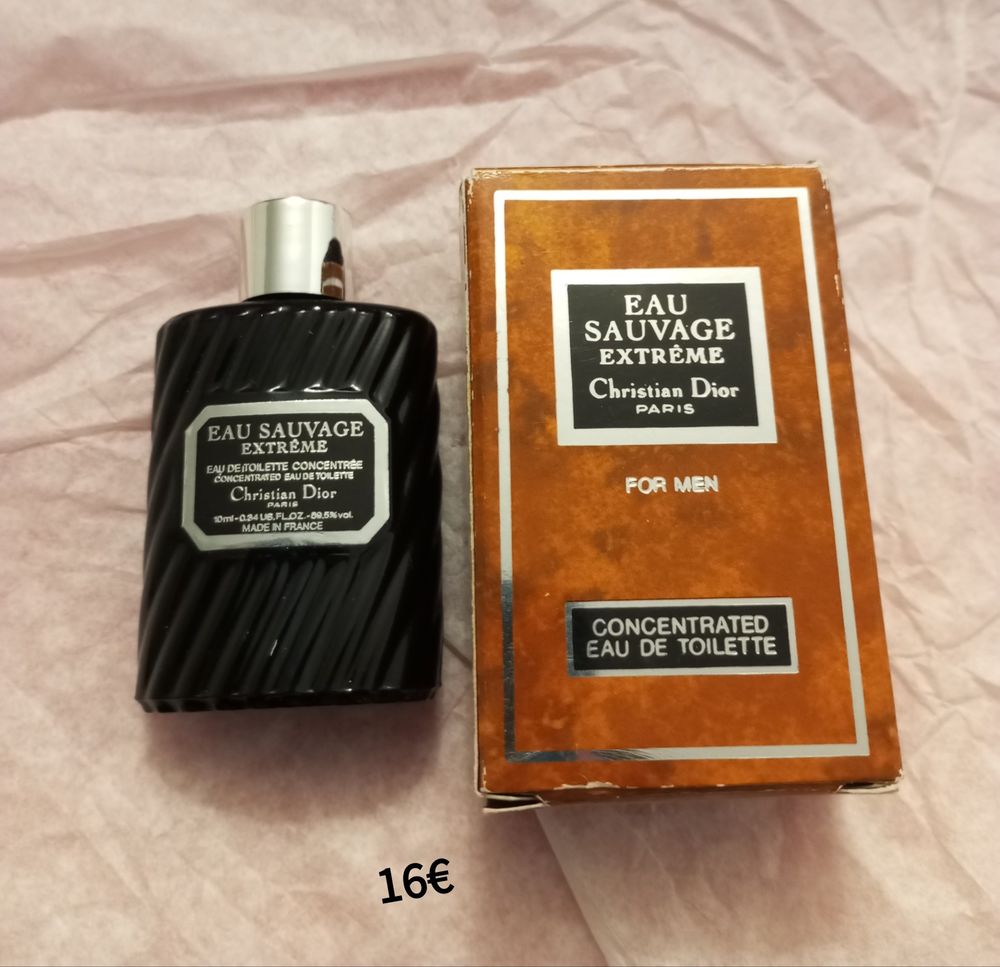 EAU SAUVAGE
EXTRÊME
EAU DE TOILETTE CONCENTRÉE
CONCENTRATED EAU DE TOILETTE
Christian Dior
PARIS
10ml-0.34 US.FL.OZ.-89.5% vol.
MADE IN FRANCE
EAU
SAUVAGE
EXTRÊME
Christian Dior
PARIS
FOR MEN
CONCENTRATED
EAU DE TOILETTE
16€